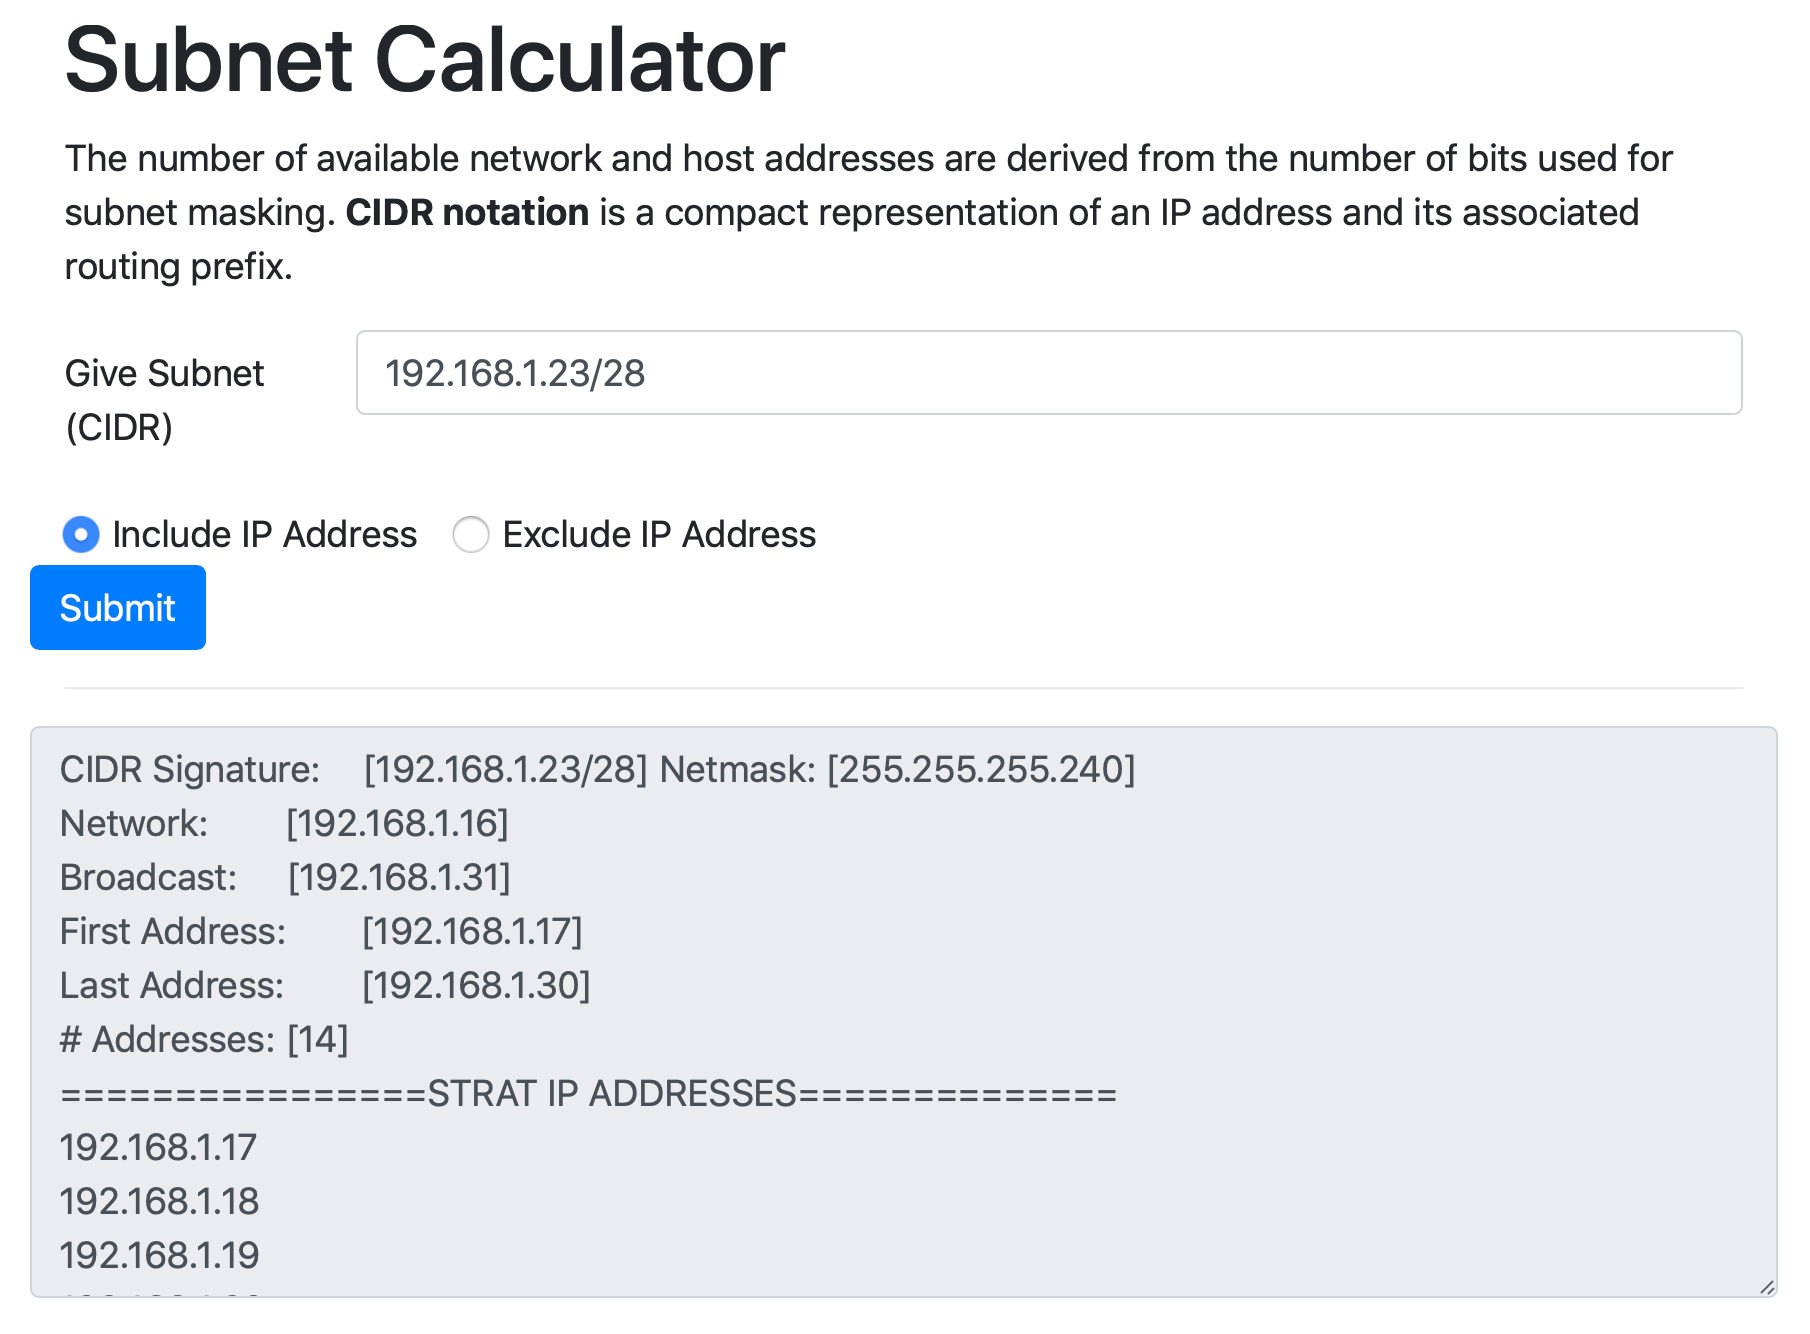 Subnet Calculator
The number of available network and host addresses are derived from the number of bits used for
subnet masking. CIDR notation is a compact representation of an IP address and its associated
routing prefix.
Give Subnet
(CIDR)
192.168.1.23/28
Include IP Address Exclude IP Address
Submit
CIDR Signature: [192.168.1.23/28] Netmask: [255.255.255.240]
Network: [192.168.1.16]
Broadcast: [192.168.1.31]
First Address: [192.168.1.17]
Last Address: [192.168.1.30]
# Addresses: [14]
================STRAT IP ADDRESSES==============
192.168.1.17
192.168.1.18
192.168.1.19